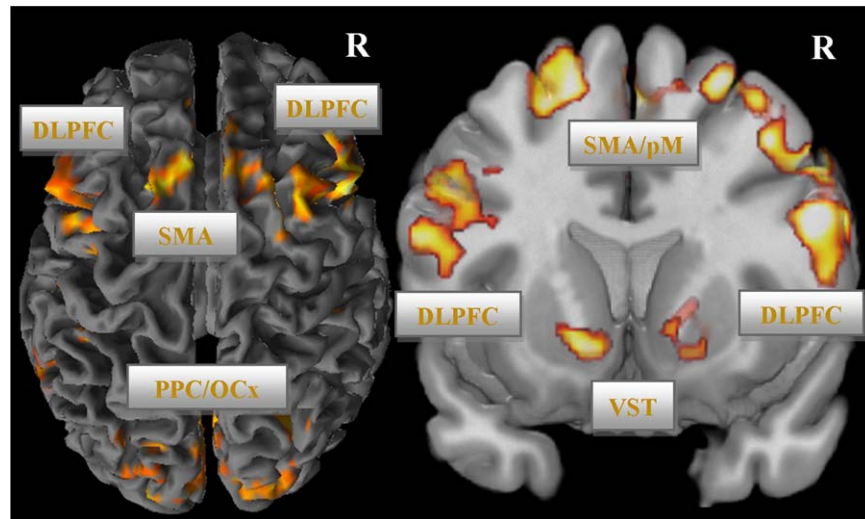 R
DLPFC
DLPFC
SMA
PPC/OCx
R
SMA/pM
DLPFC
DLPFC
VST